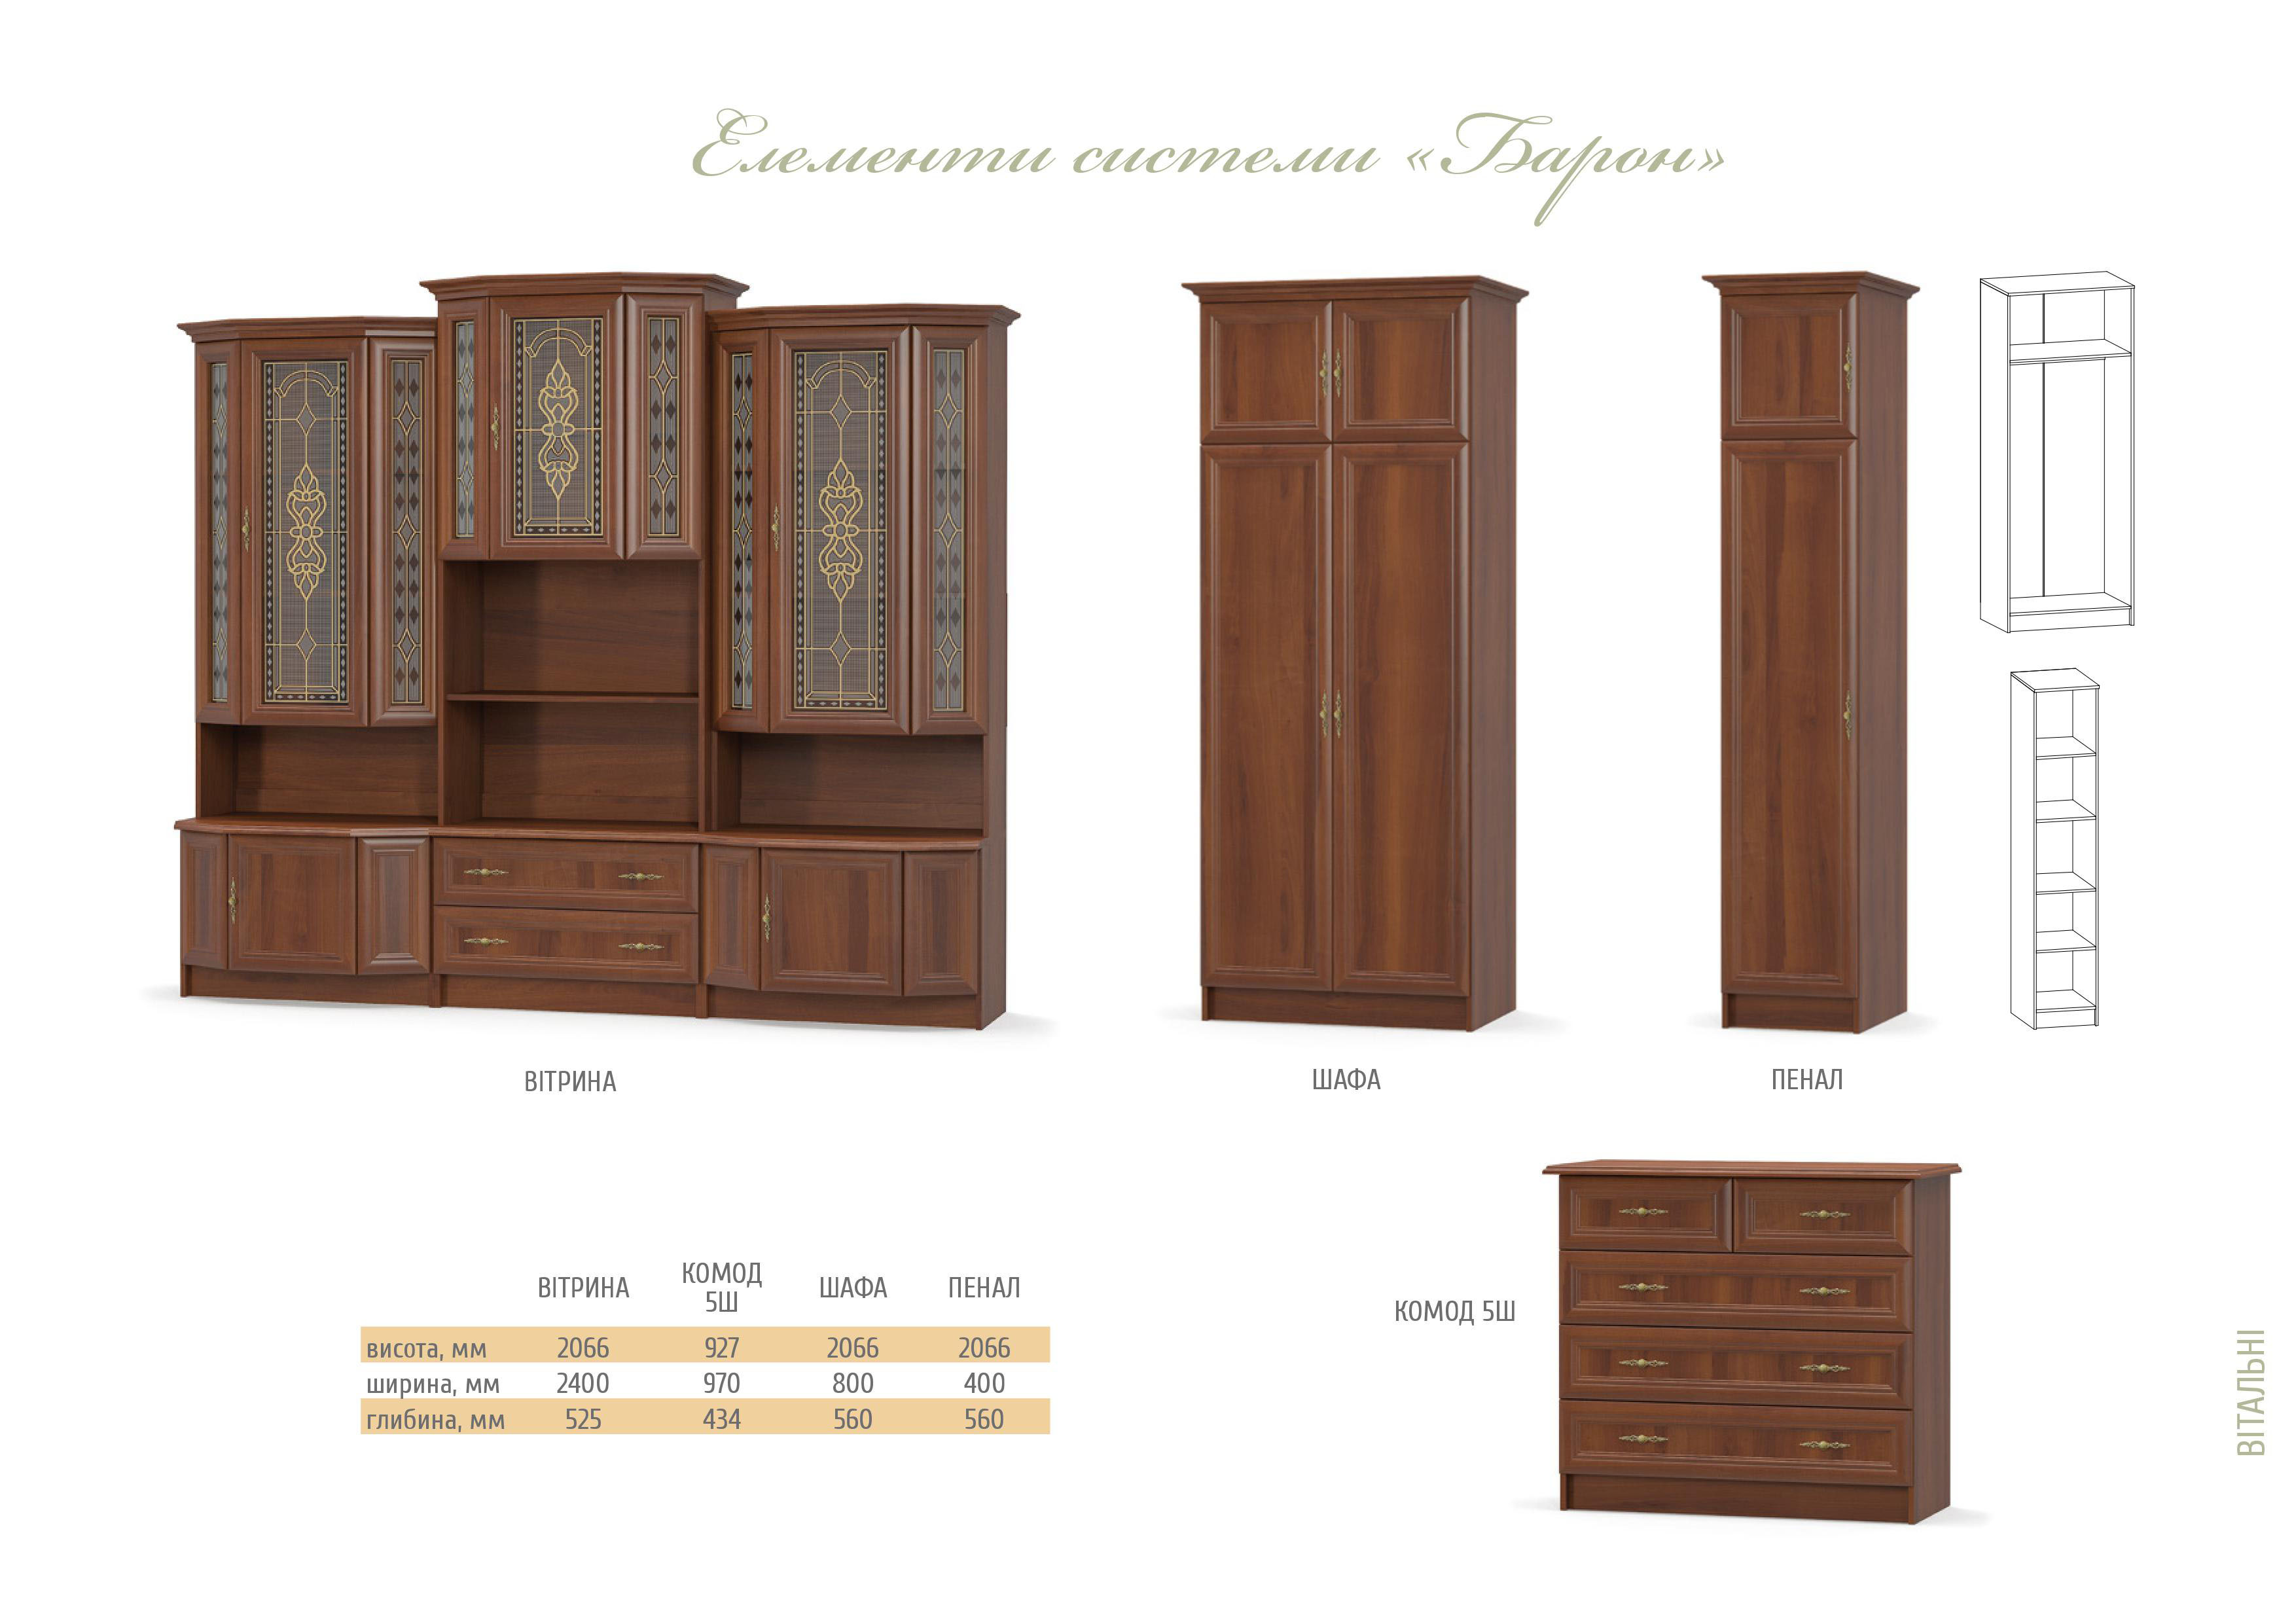 Елементи системи «Барон»
ВІТРИНА
ШАФА
ПЕНАЛ
КОМОД 5Ш
ВІТРИНА КОМОД 5Ш ШАФА ПЕНАЛ
висота, мм 2066 927 2066 2066
ширина, мм 2400 970 800 400
глибина, мм 525 434 560 560
ВІТАЛЬНІ